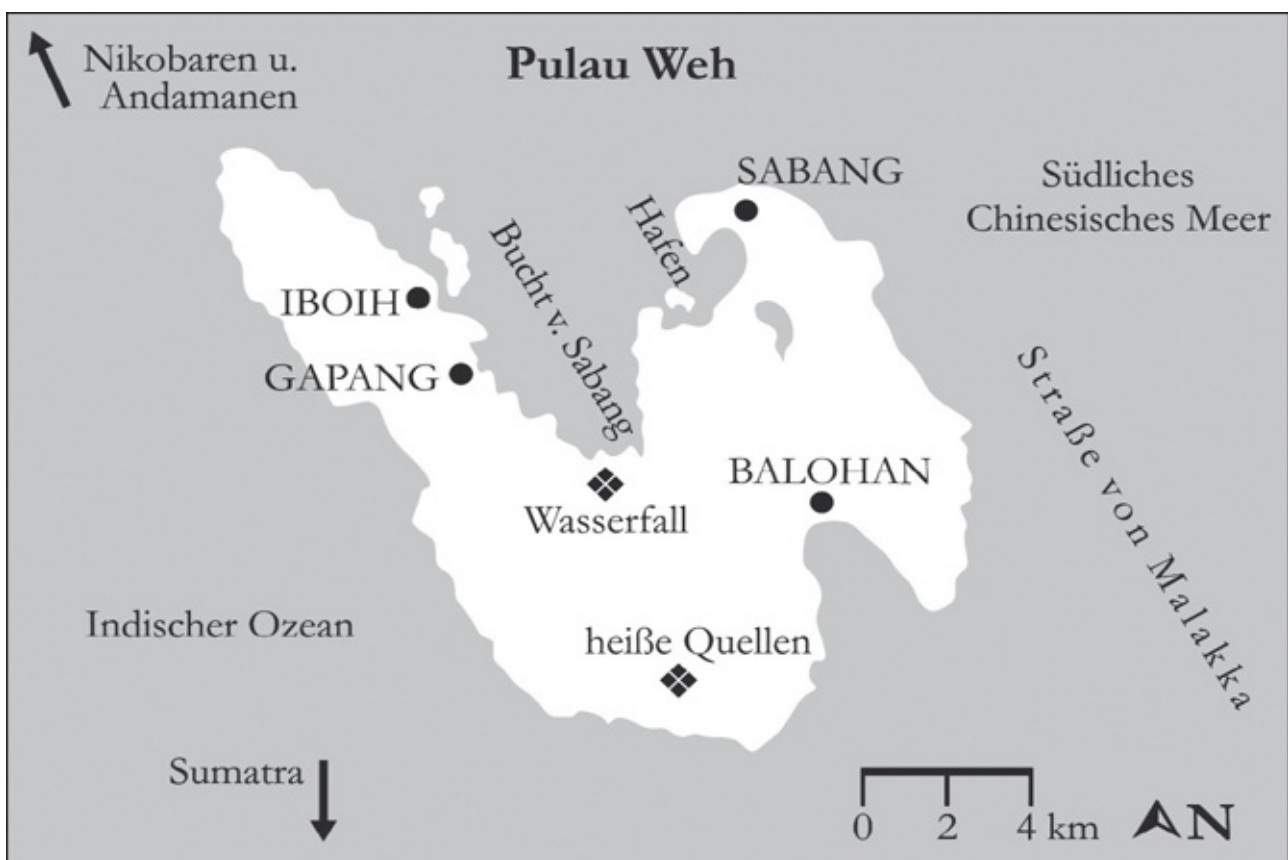 Nikobaren u.
Andamanen
Pulau Weh
SABANG
Südliches
Chinesisches Meer
Hafen
Bucht v. Sabang
IBOIH
GAPANG
Straße von Malakka
BALOHAN
Wasserfall
Indischer Ozean
heiße Quellen
Sumatra
0 2 4 km
N